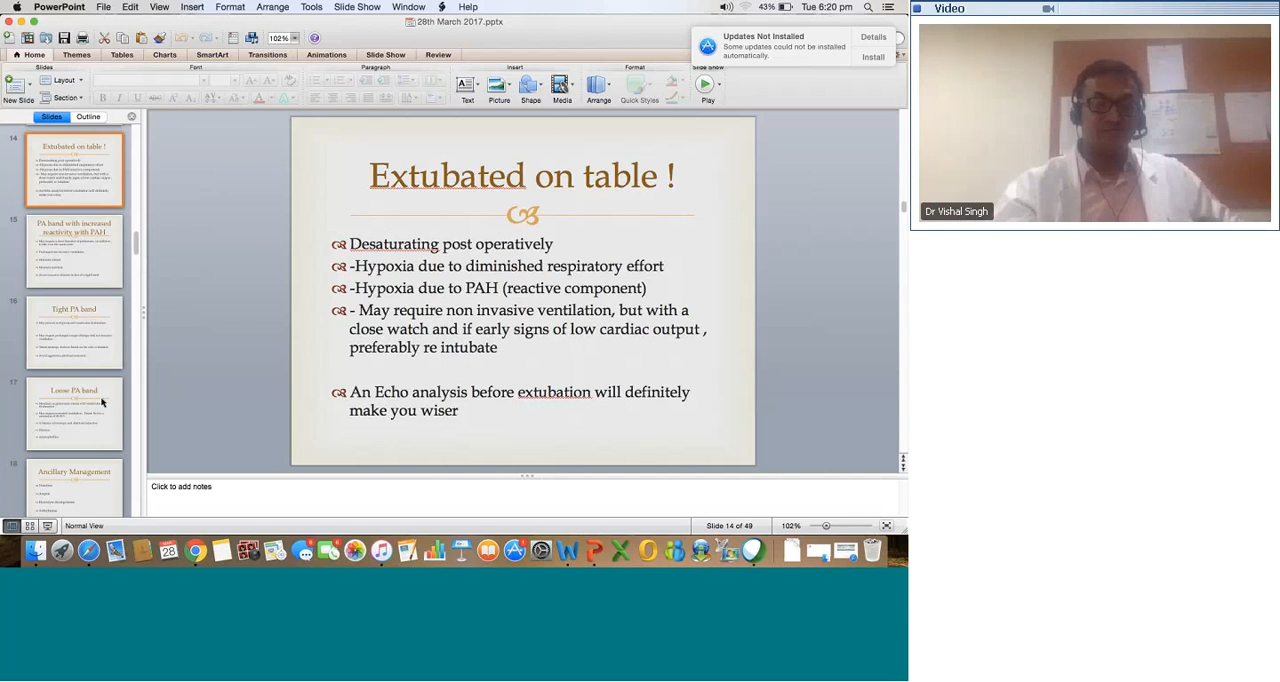 PowerPoint File Edit View Insert Format Arrange Tools Slide Show Window Help 43% Tue 6:20 pm
28th March 2017.pptx
102%
Home Themes Tables Charts SmartArt Transitions Animations Slide Show Review
Updates Not Installed
Some updates could not be installed automatically.
Details
Install
Slides Font Paragraph Insert Format Slide Show
New Slide Layout Section Text Picture Shape Media Arrange Quick Styles Play
Slides Outline
14
Extubated on table !
15
PA band with increased
reactivity with PAH
16
Tight PA band
17
Loose PA band
18
Ancillary Management
Extubated on table !
Desaturating post operatively
-Hypoxia due to diminished respiratory effort
-Hypoxia due to PAH (reactive component)
- May require non invasive ventilation, but with a
close watch and if early signs of low cardiac output ,
preferably re intubate
An Echo analysis before extubation will definitely
make you wiser
Click to add notes
Normal View Slide 14 of 49 102%
MAR
28
Video
Dr Vishal Singh